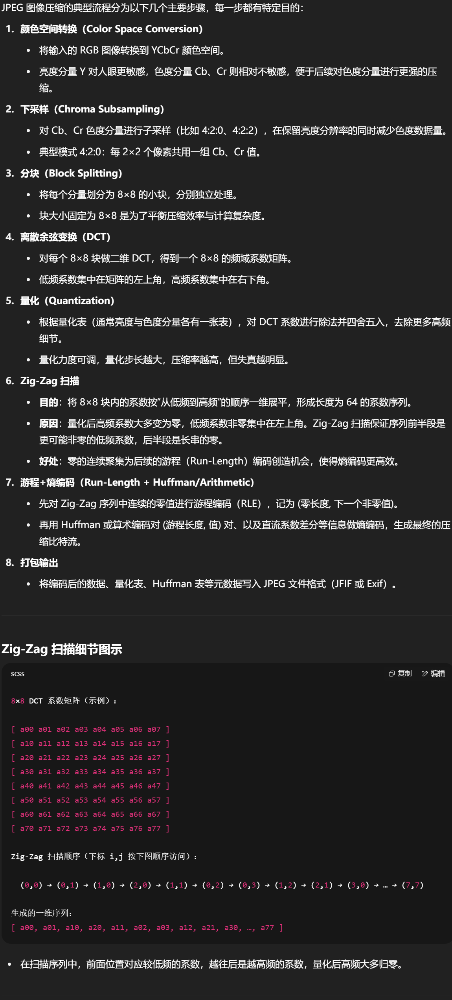 JPEG 图像压缩的典型流程分为以下几个主要步骤，每一步都有特定目的：
1. 颜色空间转换（Color Space Conversion）
• 将输入的 RGB 图像转换到 YCbCr 颜色空间。
• 亮度分量 Y 对人眼更敏感，色度分量 Cb、Cr 则相对不敏感，便于后续对色度分量进行更强的压
缩。
2. 下采样（Chroma Subsampling）
• 对 Cb、Cr 色度分量进行子采样（比如 4:2:0、4:2:2），在保留亮度分辨率的同时减少色度数据量。
• 典型模式 4:2:0：每 2×2 个像素共用一组 Cb、Cr 值。
3. 分块（Block Splitting）
• 将每个分量划分为 8×8 的小块，分别独立处理。
• 块大小固定为 8×8 是为了平衡压缩效率与计算复杂度。
4. 离散余弦变换（DCT）
• 对每个 8×8 块做二维 DCT，得到一个 8×8 的频域系数矩阵。
• 低频系数集中在矩阵的左上角，高频系数集中在右下角。
5. 量化（Quantization）
• 根据量化表（通常亮度与色度分量各有一张表），对 DCT 系数进行除法并四舍五入，去除更多高频
细节。
• 量化力度可调，量化步长越大，压缩率越高，但失真越明显。
6. Zig-Zag 扫描
• 目的：将 8×8 块内的系数按“从低频到高频”的顺序一维展平，形成长度为 64 的系数序列。
• 原因：量化后高频系数大多变为零，低频系数非零集中在左上角。Zig-Zag 扫描保证序列前半段是
更可能非零的低频系数，后半段是长串的零。
• 好处：零的连续聚集为后续的游程（Run-Length）编码创造机会，使得熵编码更高效。
7. 游程+熵编码（Run-Length + Huffman/Arithmetic）
• 先对 Zig-Zag 序列中连续的零值进行游程编码（RLE），记为 (零长度, 下一个非零值)。
• 再用 Huffman 或算术编码对 (游程长度, 值) 对、以及直流系数差分等信息做熵编码，生成最终的压
缩比特流。
8. 打包输出
• 将编码后的数据、量化表、Huffman 表等元数据写入 JPEG 文件格式（JFIF 或 Exif）。
Zig-Zag 扫描细节图示
scss 复制 编辑
8×8 DCT 系数矩阵（示例）：
[ a00 a01 a02 a03 a04 a05 a06 a07 ]
[ a10 a11 a12 a13 a14 a15 a16 a17 ]
[ a20 a21 a22 a23 a24 a25 a26 a27 ]
[ a30 a31 a32 a33 a34 a35 a36 a37 ]
[ a40 a41 a42 a43 a44 a45 a46 a47 ]
[ a50 a51 a52 a53 a54 a55 a56 a57 ]
[ a60 a61 a62 a63 a64 a65 a66 a67 ]
[ a70 a71 a72 a73 a74 a75 a76 a77 ]
Zig-Zag 扫描顺序（下标 i,j 按下图顺序访问）：
(0,0) → (0,1) → (1,0) → (2,0) → (1,1) → (0,2) → (0,3) → (1,2) → (2,1) → (3,0) → … → (7,7)
生成的一维序列：
[ a00, a01, a10, a20, a11, a02, a03, a12, a21, a30, …, a77 ]
• 在扫描序列中，前面位置对应较低频的系数，越往后是越高频的系数，量化后高频大多归零。